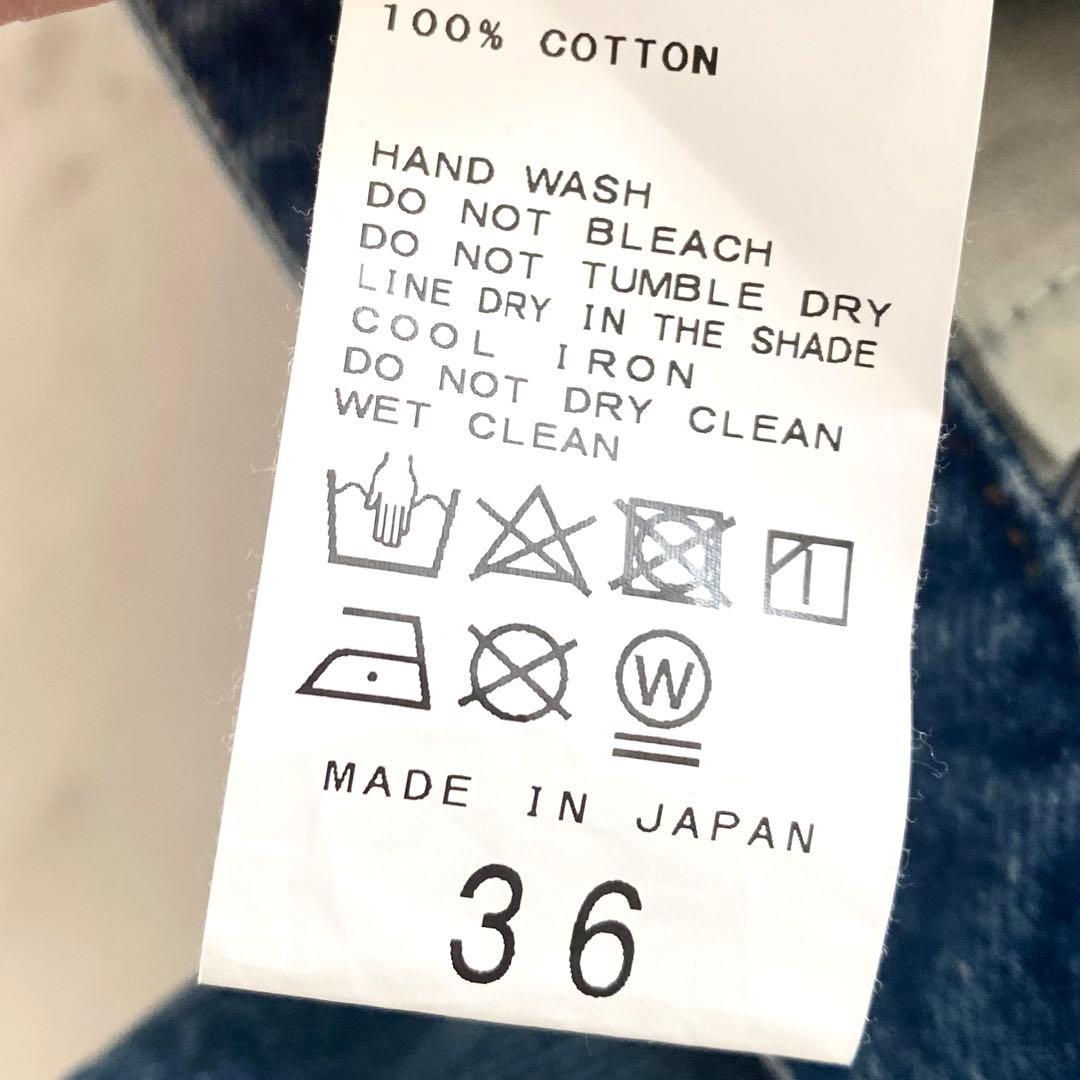 100% COTTON
HAND WASH
DO NOT BLEACH
DO NOT TUMBLE DRY
LINE DRY IN THE SHADE
COOL IRON
DO NOT DRY CLEAN
WET CLEAN
W
MADE IN JAPAN
36